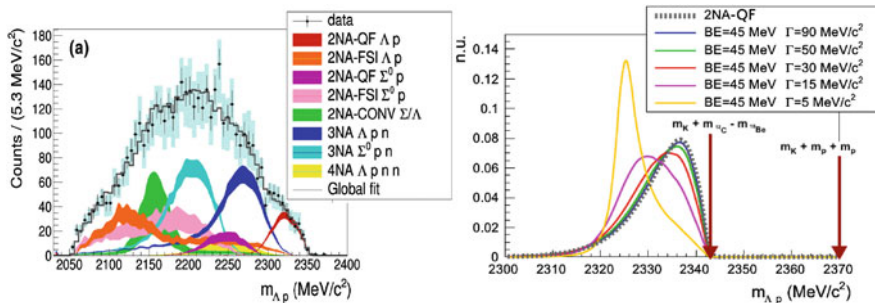 (a)
data
2NA-QF Λ p
2NA-FSI Λ p
2NA-QF Σ⁰ p
2NA-FSI Σ⁰ p
2NA-CONV Σ/Λ
3NA Λ p n
3NA Σ⁰ p n
4NA Λ p n n
Global fit
Counts / (5.3 MeV/c²)
180
160
140
120
100
80
60
40
20
0
2050 2100 2150 2200 2250 2300 2350 2400
m_Λp (MeV/c²)
n.u.
0.14
0.12
0.1
0.08
0.06
0.04
0.02
0
2NA-QF
BE=45 MeV Γ=90 MeV/c²
BE=45 MeV Γ=50 MeV/c²
BE=45 MeV Γ=30 MeV/c²
BE=45 MeV Γ=15 MeV/c²
BE=45 MeV Γ=5 MeV/c²
m_K + m_¹²C - m_¹⁰Be
m_K + m_p + m_p
2300 2310 2320 2330 2340 2350 2360 2370
m_Λp (MeV/c²)